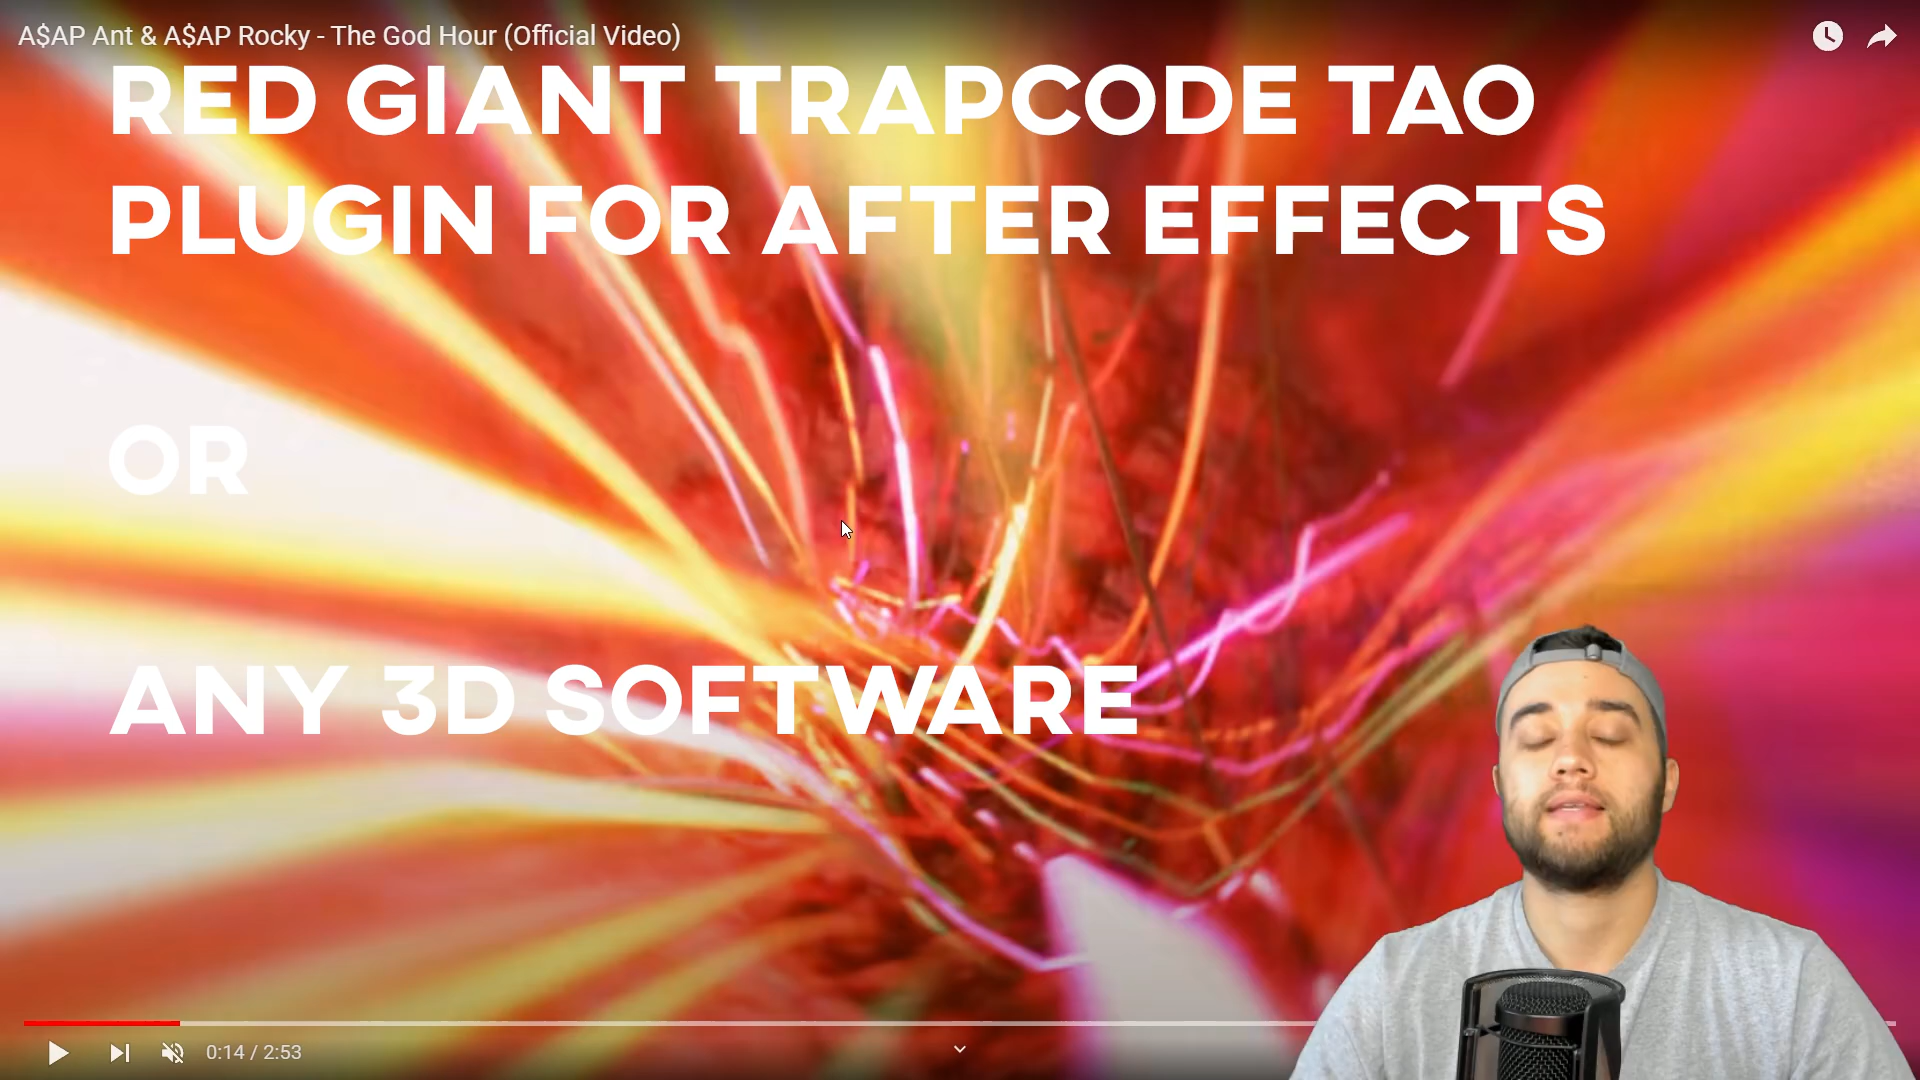 A$AP Ant & A$AP Rocky - The God Hour (Official Video)
RED GIANT TRAPCODE TAO
PLUGIN FOR AFTER EFFECTS
OR
ANY 3D SOFTWARE
0:14 / 2:53